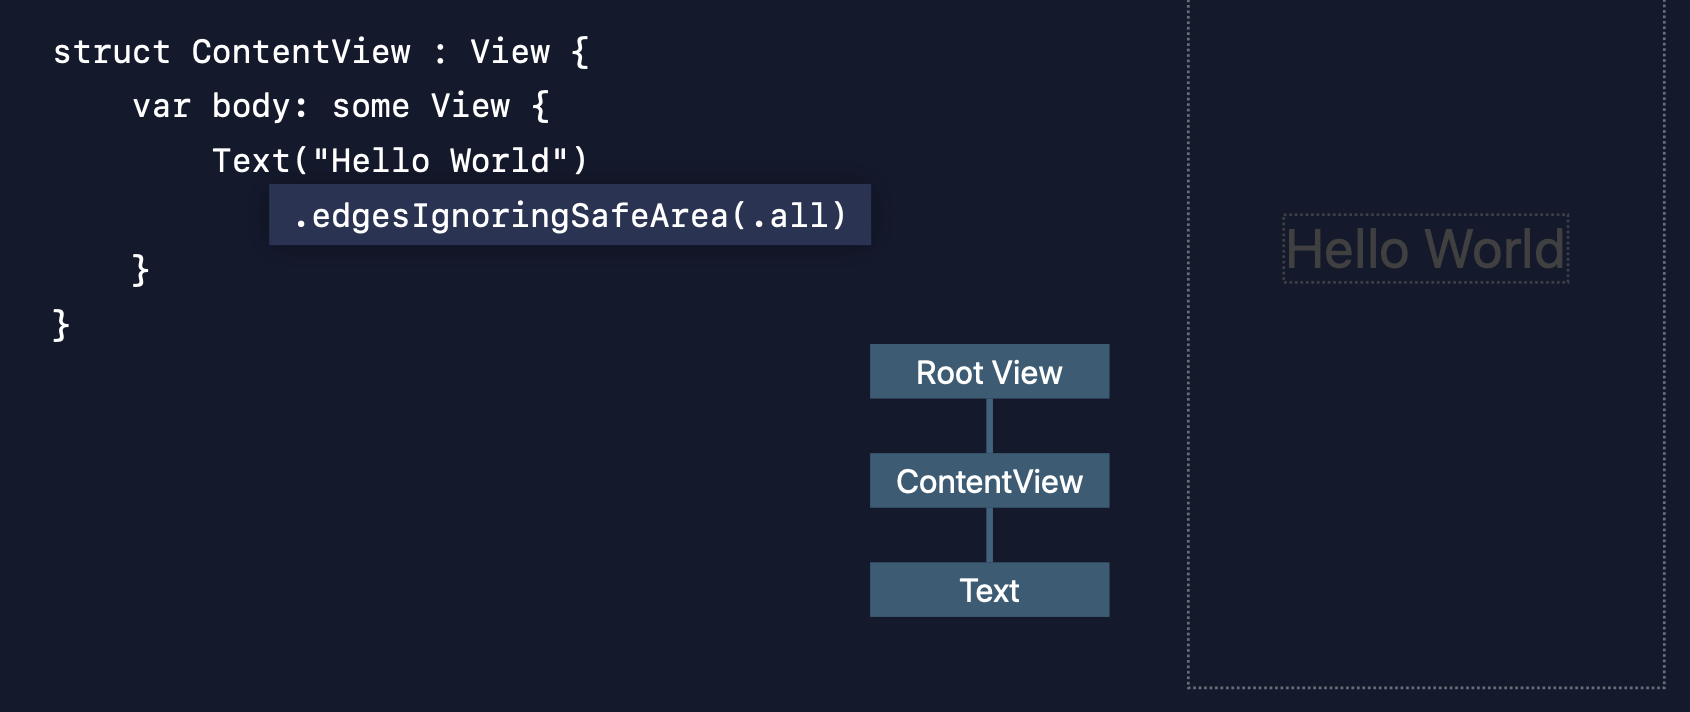 struct ContentView : View {
    var body: some View {
        Text("Hello World")
            .edgesIgnoringSafeArea(.all)
    }
}
Hello World
Root View
ContentView
Text